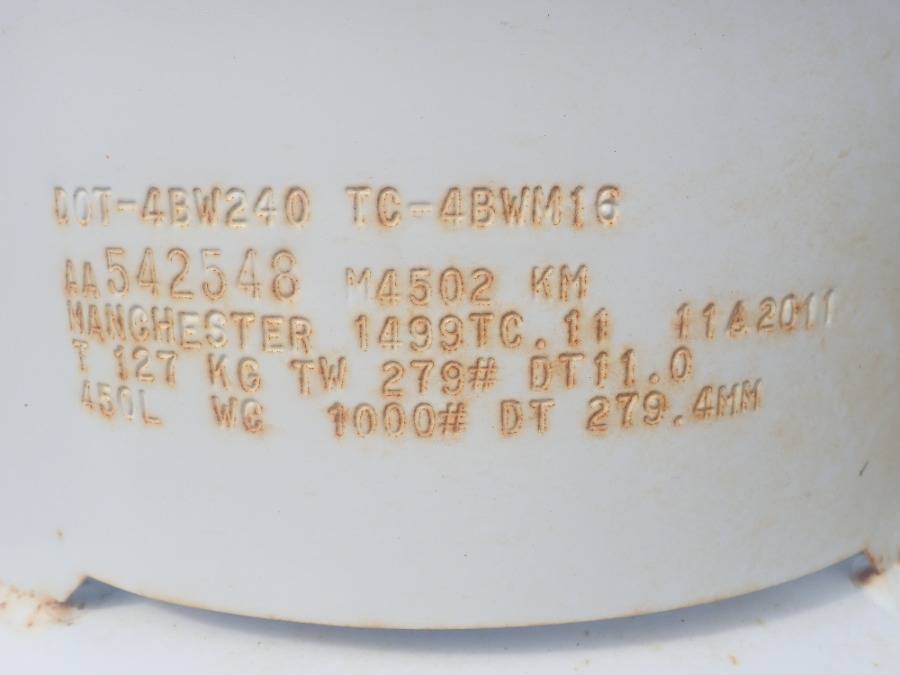 DOT-4BW240 TC-4BWM16
AA542548 M4502 KM
MANCHESTER 1499TC.11 11A2011
T 127 KG TW 279# DT11.0
450L WC 1000# DT 279.4MM